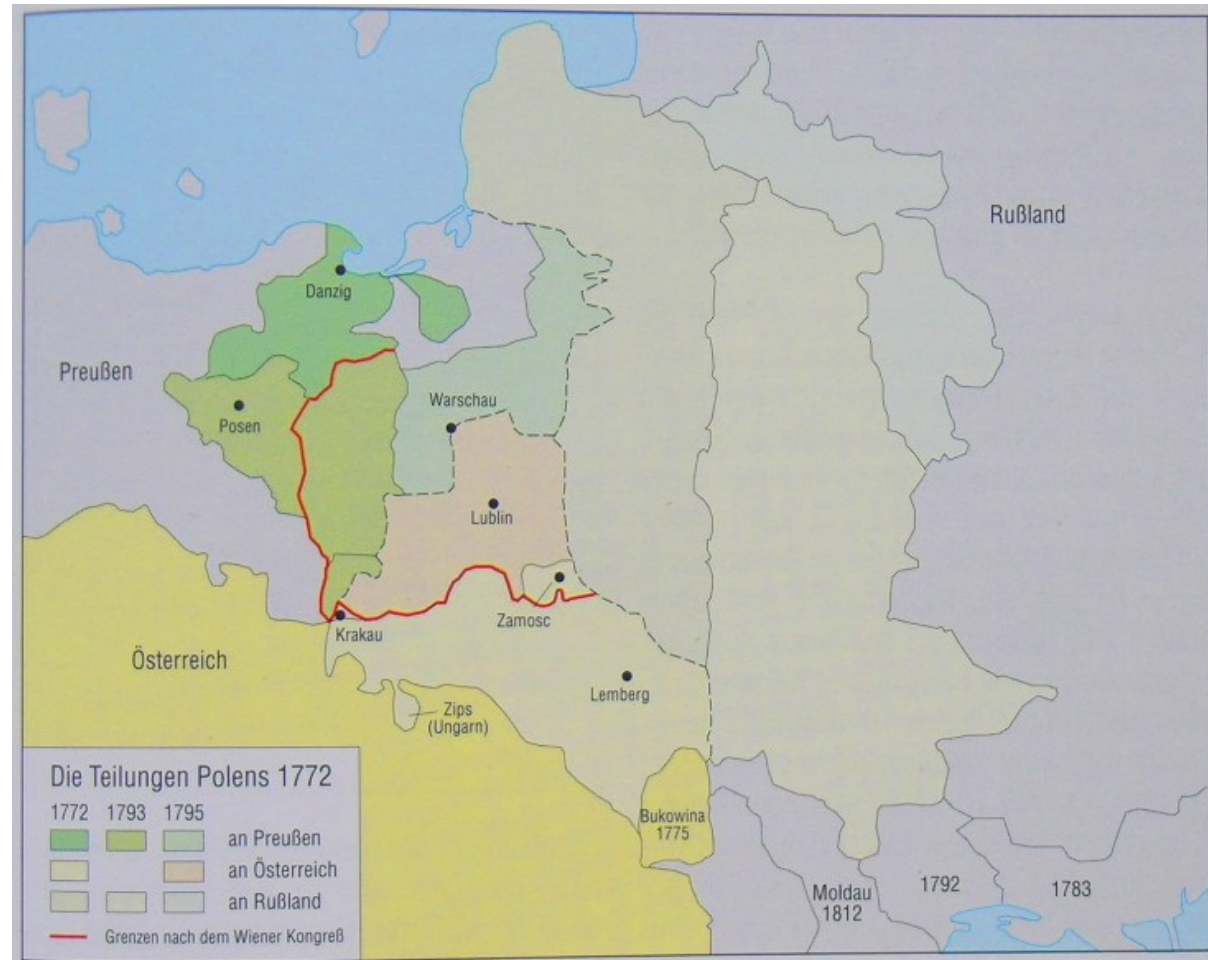 Rußland
Danzig
Preußen
Warschau
Posen
Lublin
Zamosc
Krakau
Österreich
Lemberg
Zips
(Ungarn)
Bukowina
1775
Moldau
1812
1792
1783
Die Teilungen Polens 1772
1772 1793 1795
an Preußen
an Österreich
an Rußland
Grenzen nach dem Wiener Kongreß